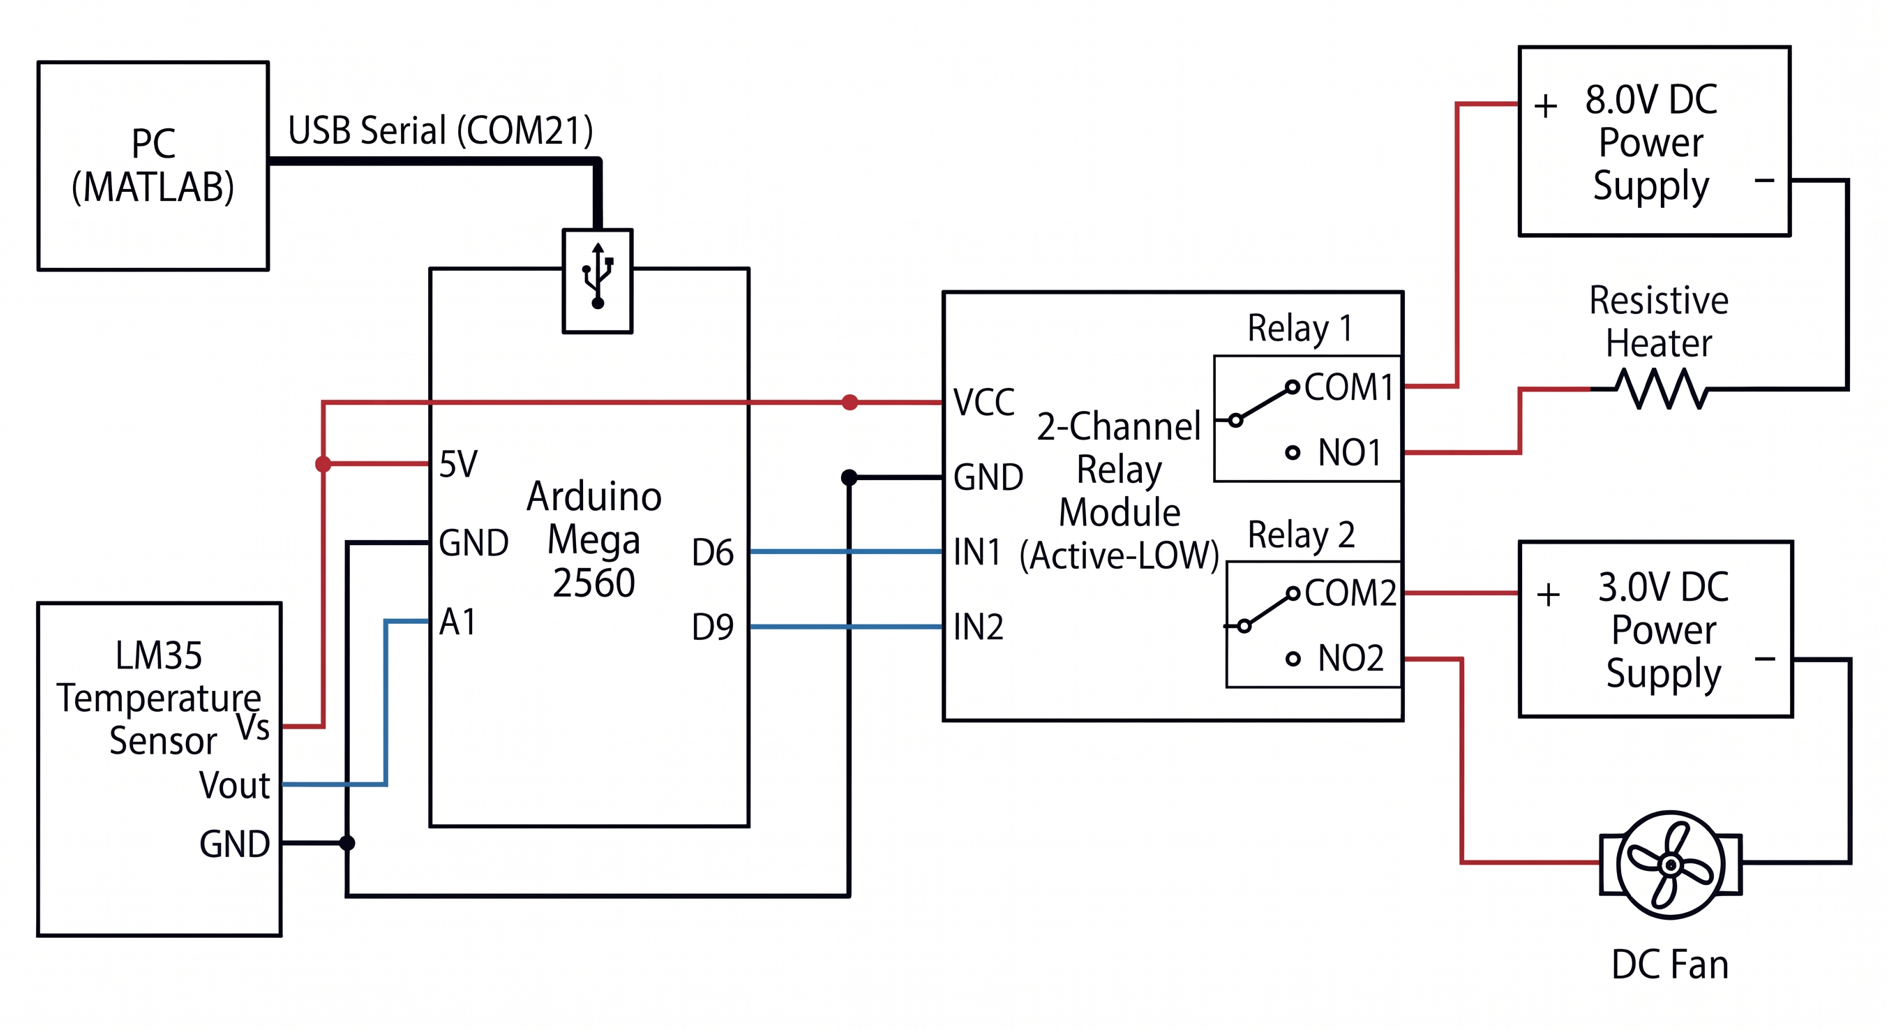 PC
(MATLAB)
USB Serial (COM21)
5V
GND
A1
Arduino
Mega
2560
D6
D9
LM35
Temperature
Sensor
Vs
Vout
GND
VCC
GND
IN1
IN2
2-Channel
Relay
Module
(Active-LOW)
Relay 1
COM1
NO1
Relay 2
COM2
NO2
+
8.0V DC
Power
Supply
−
Resistive
Heater
+
3.0V DC
Power
Supply
−
DC Fan